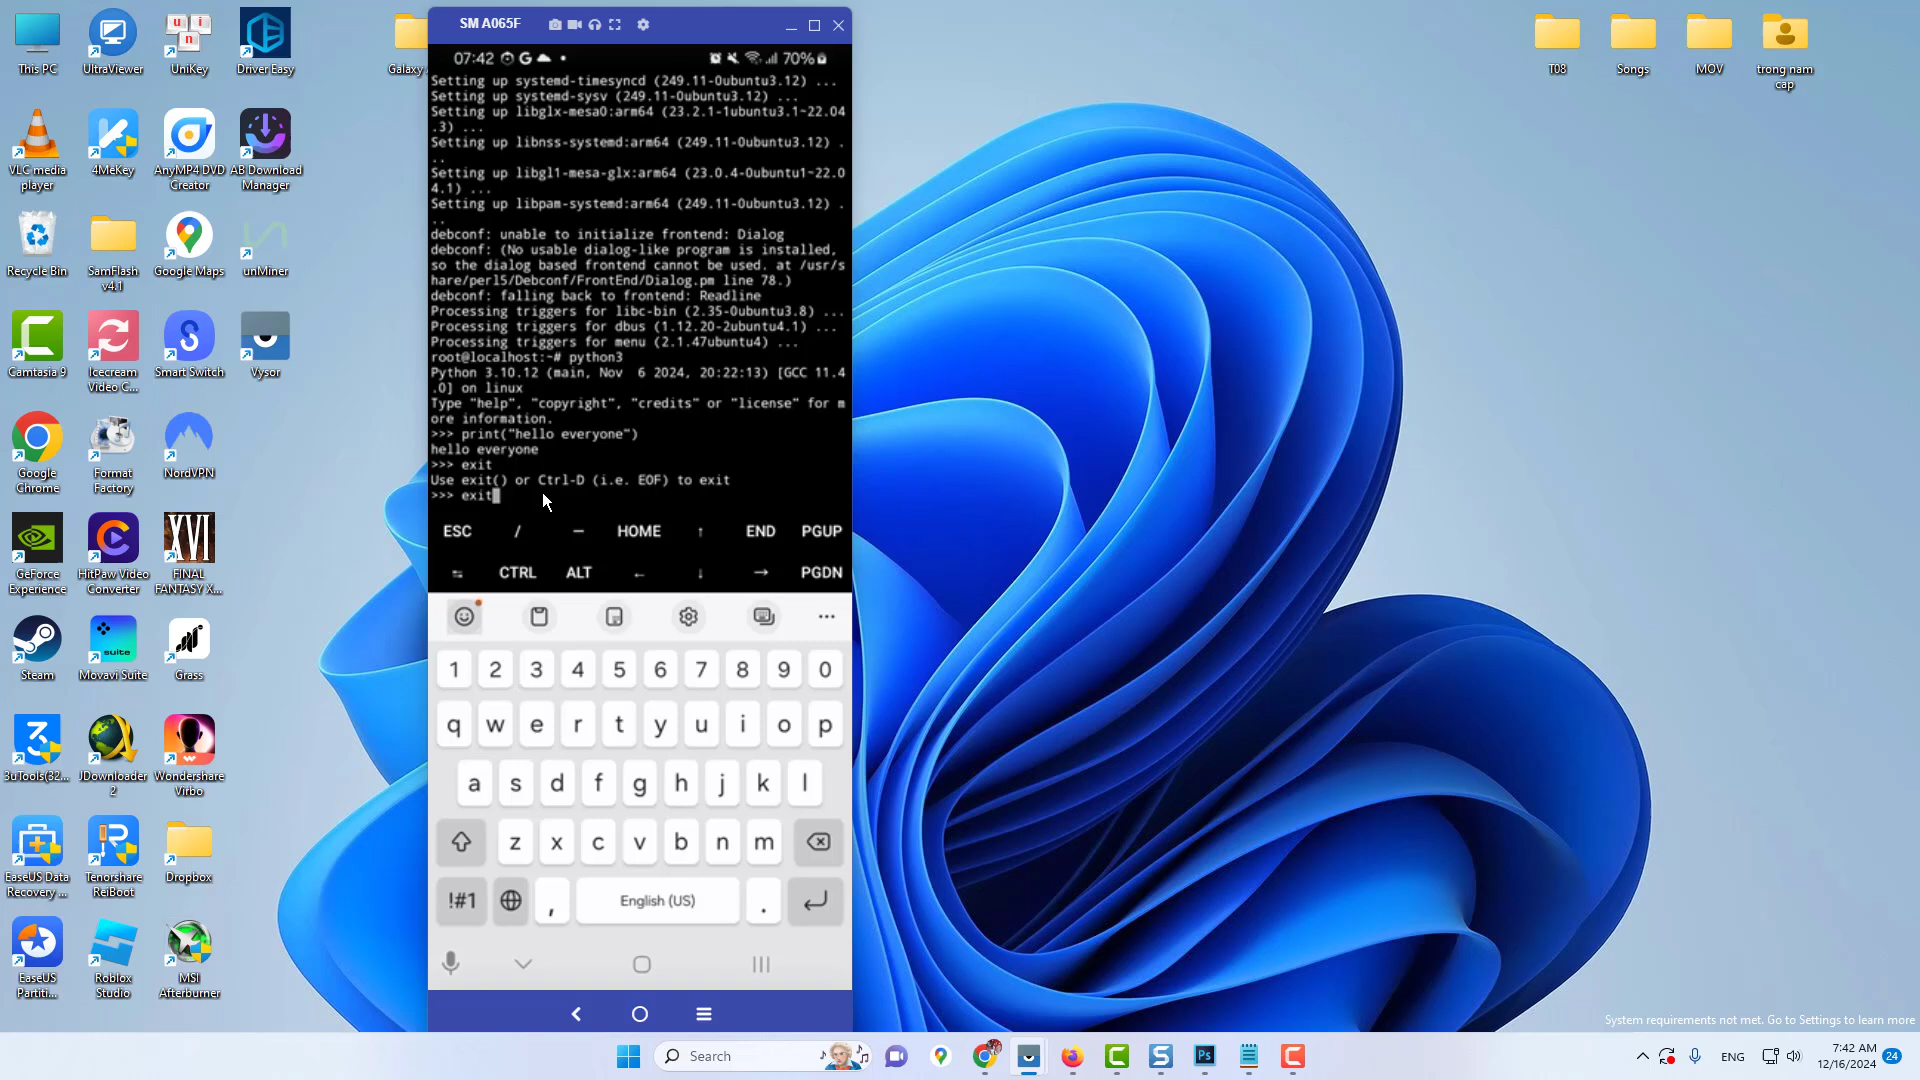 This PC
UltraViewer
UniKey
Driver Easy
VLC media
player
4MeKey
AnyMP4 DVD
Creator
AB Download
Manager
Recycle Bin
SamFlash
v4.1
Google Maps
unMiner
Camtasia 9
Icecream
Video C...
Smart Switch
Vysor
Google
Chrome
Format
Factory
NordVPN
GeForce
Experience
HitPaw Video
Converter
XVI
FINAL
FANTASY X...
Steam
suite
Movavi Suite
Grass
3uTools(32...
JDownloader
2
Wondershare
Virbo
EaseUS Data
Recovery ...
Tenorshare
ReiBoot
Dropbox
EaseUS
Partiti...
Roblox
Studio
MSI
Afterburner
Galaxy
T08
Songs
MOV
trong nam
cap
SM A065F
07:42
70%
Setting up systemd-timesyncd (249.11-0ubuntu3.12) ...
Setting up systemd-sysv (249.11-0ubuntu3.12) ...
Setting up libglx-mesa0:arm64 (23.2.1-1ubuntu3.1~22.04
.3) ...
Setting up libnss-systemd:arm64 (249.11-0ubuntu3.12) .
..
Setting up libgl1-mesa-glx:arm64 (23.0.4-0ubuntu1~22.0
4.1) ...
Setting up libpam-systemd:arm64 (249.11-0ubuntu3.12) .
..
debconf: unable to initialize frontend: Dialog
debconf: (No usable dialog-like program is installed,
so the dialog based frontend cannot be used. at /usr/s
hare/perl5/Debconf/FrontEnd/Dialog.pm line 78.)
debconf: falling back to frontend: Readline
Processing triggers for libc-bin (2.35-0ubuntu3.8) ...
Processing triggers for dbus (1.12.20-2ubuntu4.1) ...
Processing triggers for menu (2.1.47ubuntu4) ...
root@localhost:~# python3
Python 3.10.12 (main, Nov  6 2024, 20:22:13) [GCC 11.4
.0] on linux
Type "help", "copyright", "credits" or "license" for m
ore information.
>>> print("hello everyone")
hello everyone
>>> exit
Use exit() or Ctrl-D (i.e. EOF) to exit
>>> exit
ESC / — HOME ↑ END PGUP
CTRL ALT ← ↓ → PGDN
1 2 3 4 5 6 7 8 9 0
q w e r t y u i o p
a s d f g h j k l
z x c v b n m
!#1 , English (US) .
System requirements not met. Go to Settings to learn more
Search
ENG
7:42 AM
12/16/2024
24